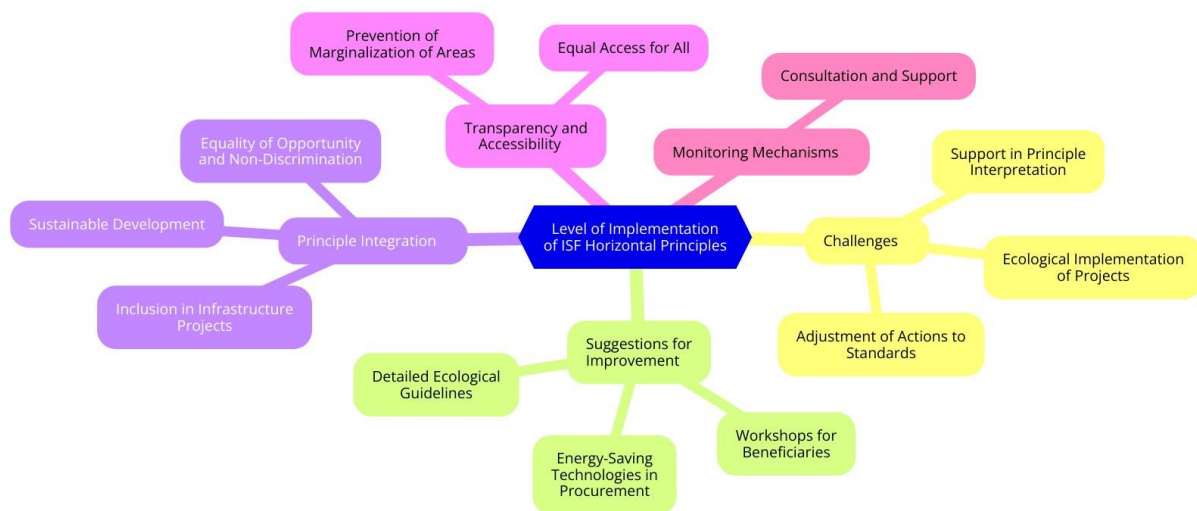 Prevention of
Marginalization of Areas
Equal Access for All
Consultation and Support
Transparency and
Accessibility
Monitoring Mechanisms
Equality of Opportunity
and Non-Discrimination
Sustainable Development
Principle Integration
Inclusion in Infrastructure
Projects
Level of Implementation
of ISF Horizontal Principles
Support in Principle
Interpretation
Challenges
Ecological Implementation
of Projects
Adjustment of Actions to
Standards
Suggestions for
Improvement
Detailed Ecological
Guidelines
Energy-Saving
Technologies in
Procurement
Workshops for
Beneficiaries